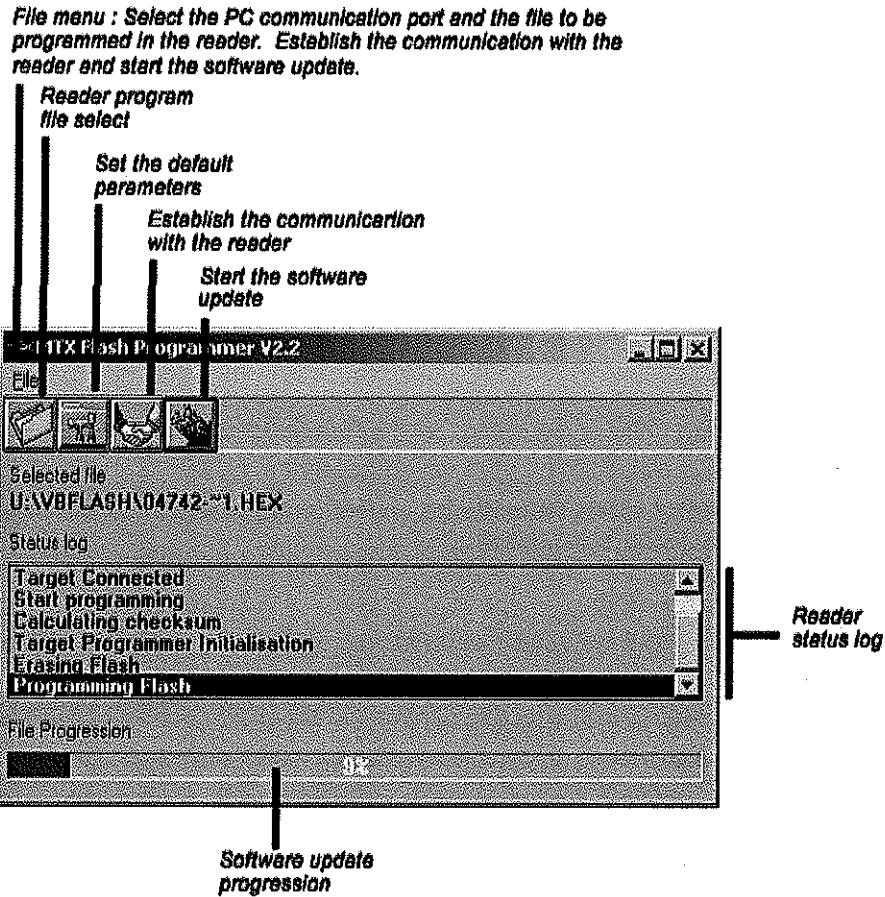 File menu : Select the PC communication port and the file to be
programmed in the reader. Establish the communication with the
reader and start the software update.
Reader program
file select
Set the default
parameters
Establish the communicartion
with the reader
Start the software
update
1TX Flash Programmer V2.2
File
Selected file
U:\VBFLASH\04742-~1.HEX
Status log
Target Connected
Start programming
Calculating checksum
Target Programmer Initialisation
Erasing Flash
Programming Flash
Reader
status log
File Progression
9%
Software update
progression